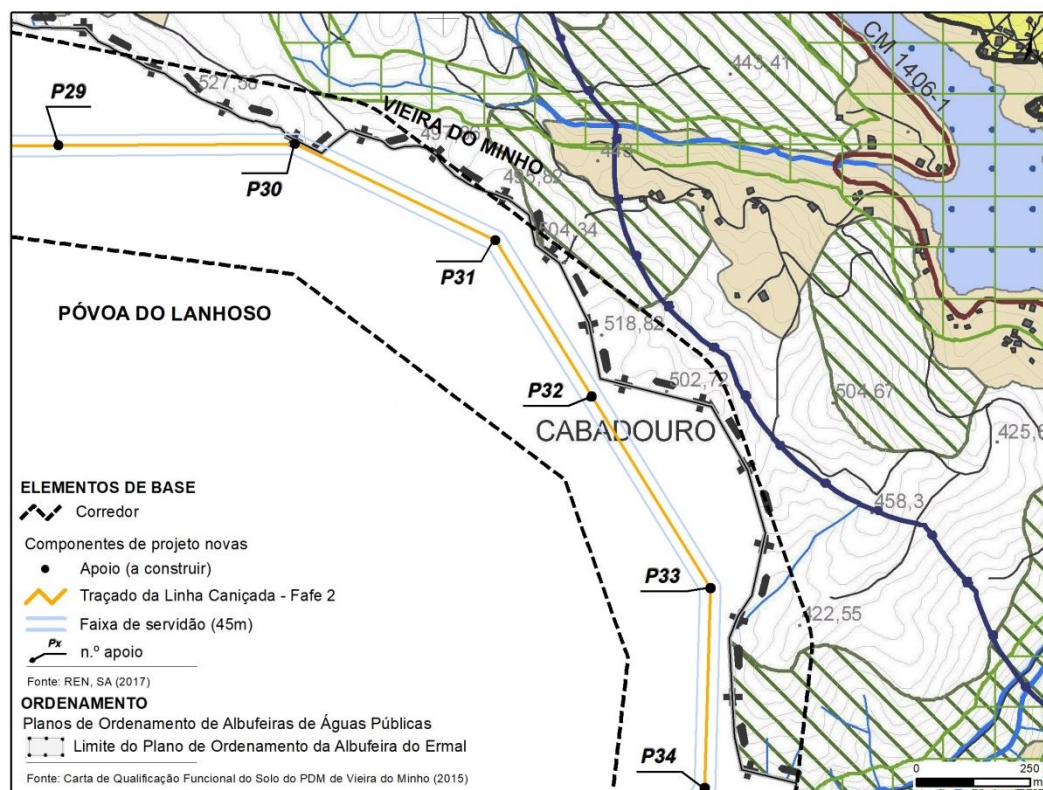 CM 1406-1
443,41
527,58
P29
VIEIRA DO MINHO
448
P30
495,82
504,34
P31
PÓVOA DO LANHOSO
518,82
502,72
504,67
P32
CABADOURO
425,6
458,3
P33
422,55
P34
ELEMENTOS DE BASE
Corredor
Componentes de projeto novas
Apoio (a construir)
Traçado da Linha Caniçada - Fafe 2
Faixa de servidão (45m)
Px
n.º apoio
Fonte: REN, SA (2017)
ORDENAMENTO
Planos de Ordenamento de Albufeiras de Águas Públicas
Limite do Plano de Ordenamento da Albufeira do Ermal
Fonte: Carta de Qualificação Funcional do Solo do PDM de Vieira do Minho (2015)
0 250
m